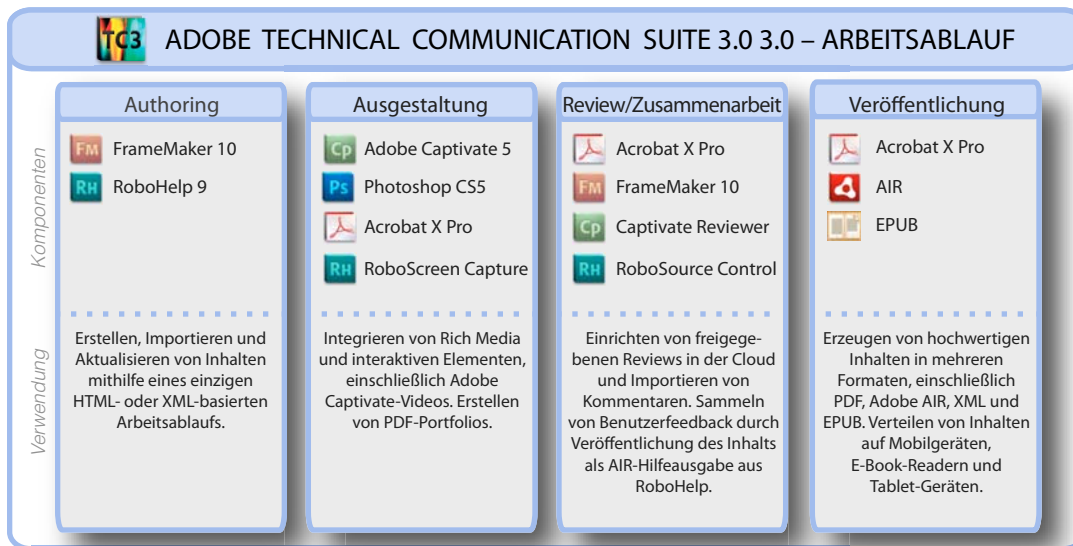 TC3 ADOBE TECHNICAL COMMUNICATION SUITE 3.0 3.0 – ARBEITSABLAUF
Komponenten
Verwendung
Authoring
FM FrameMaker 10
RH RoboHelp 9
Erstellen, Importieren und
Aktualisieren von Inhalten
mithilfe eines einzigen
HTML- oder XML-basierten
Arbeitsablaufs.
Ausgestaltung
Cp Adobe Captivate 5
Ps Photoshop CS5
Acrobat X Pro
RH RoboScreen Capture
Integrieren von Rich Media
und interaktiven Elementen,
einschließlich Adobe
Captivate-Videos. Erstellen
von PDF-Portfolios.
Review/Zusammenarbeit
Acrobat X Pro
FM FrameMaker 10
Cp Captivate Reviewer
RH RoboSource Control
Einrichten von freigege-
benen Reviews in der Cloud
und Importieren von
Kommentaren. Sammeln
von Benutzerfeedback durch
Veröffentlichung des Inhalts
als AIR-Hilfeausgabe aus
RoboHelp.
Veröffentlichung
Acrobat X Pro
AIR
EPUB
Erzeugen von hochwertigen
Inhalten in mehreren
Formaten, einschließlich
PDF, Adobe AIR, XML und
EPUB. Verteilen von Inhalten
auf Mobilgeräten,
E-Book-Readern und
Tablet-Geräten.